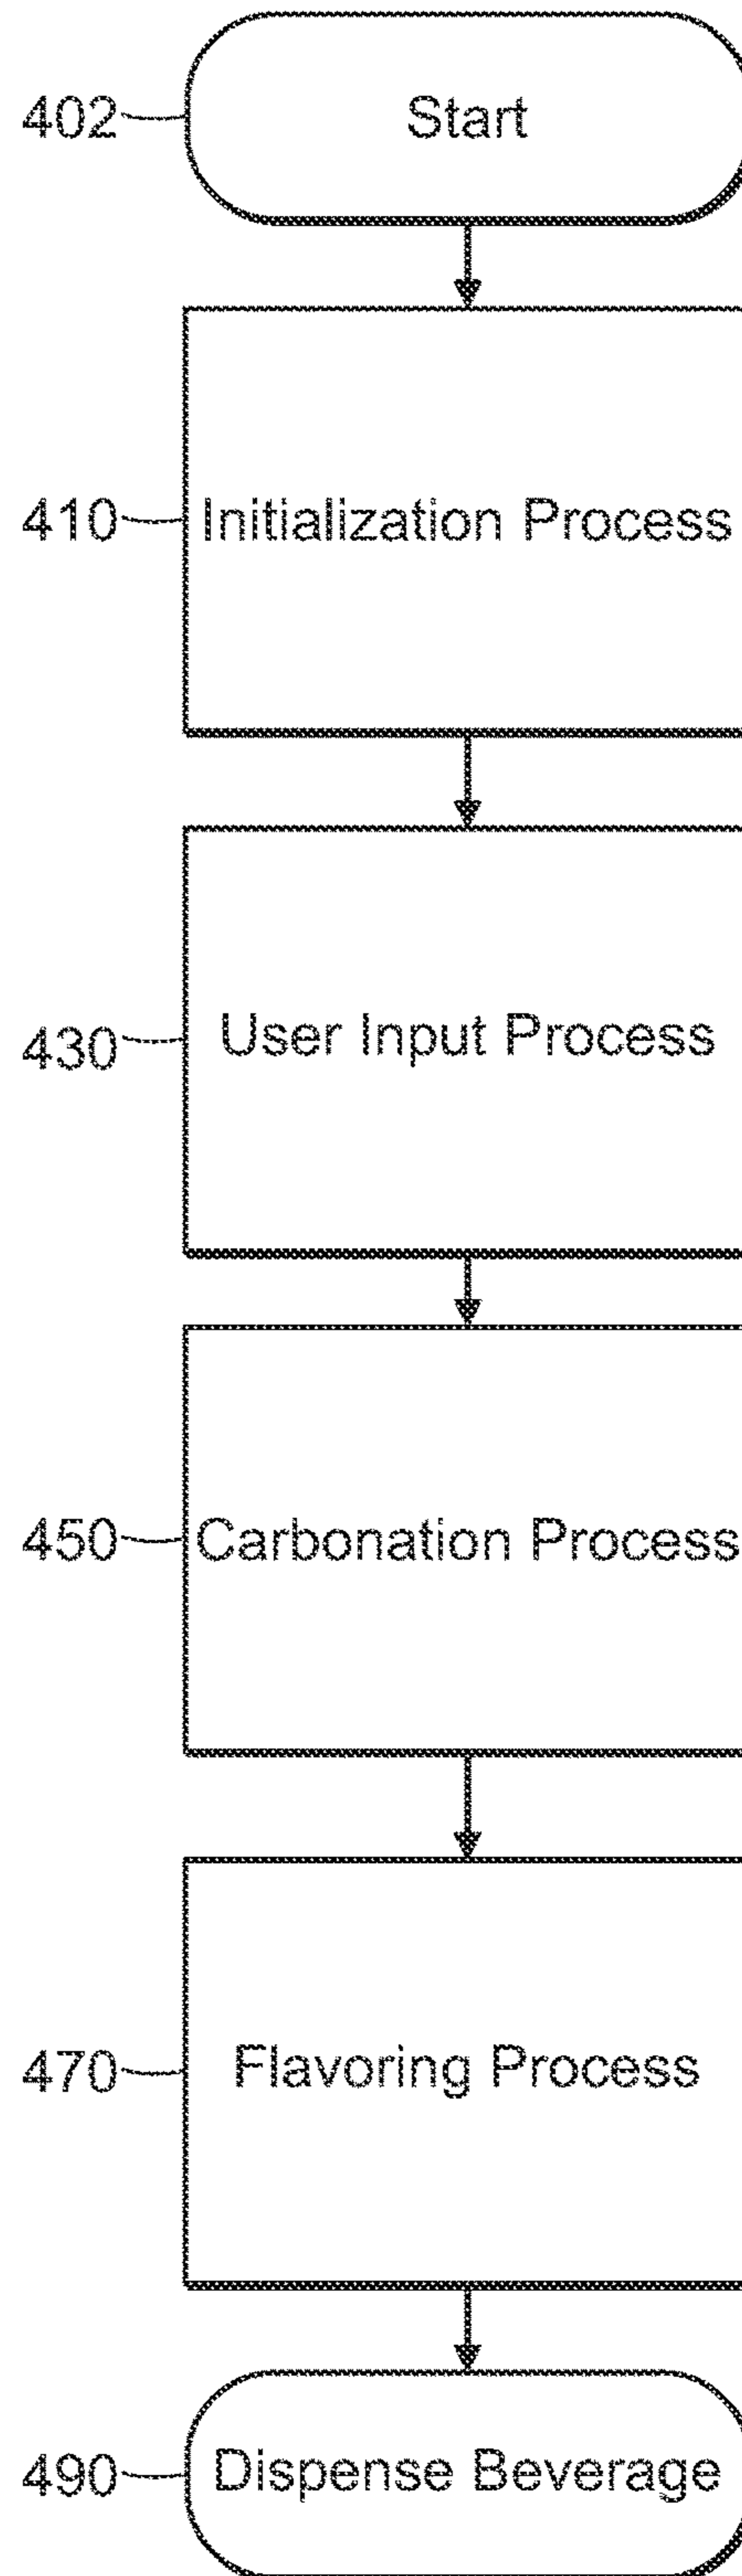 402 Start
410 Initialization Process
430 User Input Process
450 Carbonation Process
470 Flavoring Process
490 Dispense Beverage